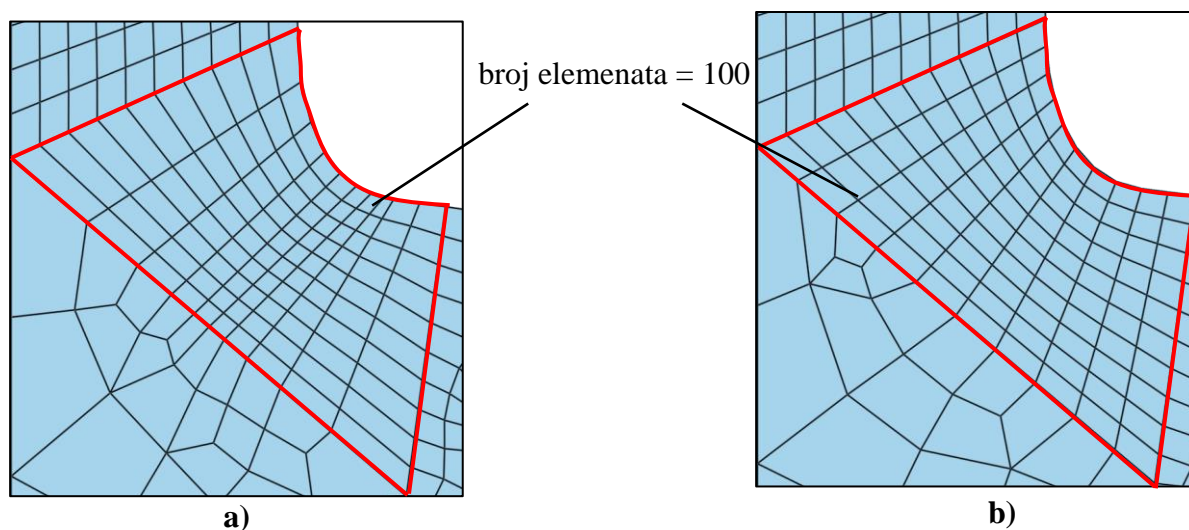 broj elemenata = 100
a)
b)